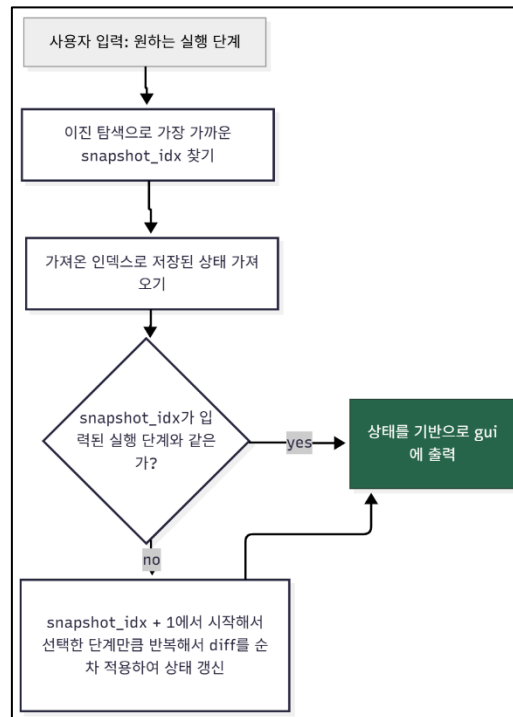 사용자 입력: 원하는 실행 단계
이진 탐색으로 가장 가까운
snapshot_idx 찾기
가져온 인덱스로 저장된 상태 가져
오기
snapshot_idx가 입
력된 실행 단계와 같은
가?
yes
상태를 기반으로 gui
에 출력
no
snapshot_idx + 1에서 시작해서
선택한 단계만큼 반복해서 diff를 순
차 적용하여 상태 갱신